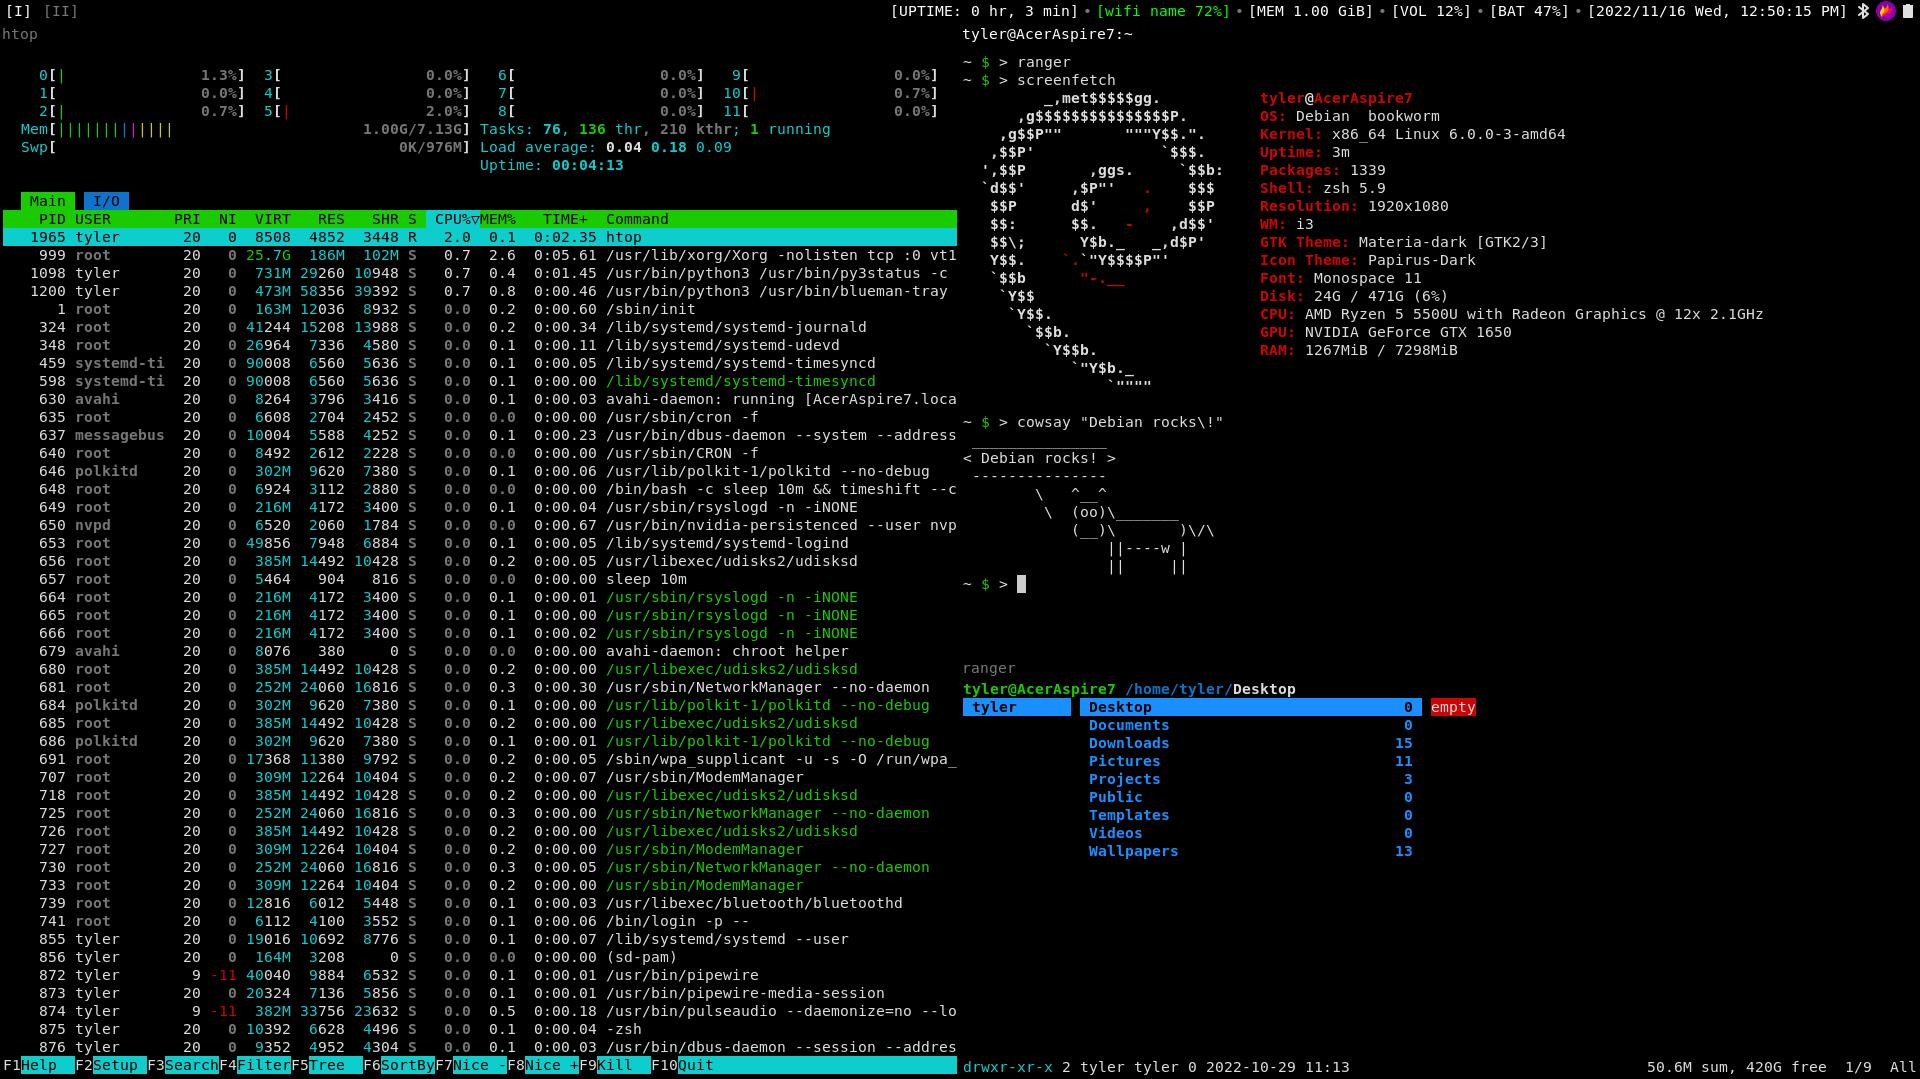 [I] [II]
[UPTIME: 0 hr, 3 min] • [wifi name 72%] • [MEM 1.00 GiB] • [VOL 12%] • [BAT 47%] • [2022/11/16 Wed, 12:50:15 PM]
htop
0[| 1.3%] 3[ 0.0%] 6[ 0.0%] 9[ 0.0%]
1[ 0.0%] 4[ 0.0%] 7[ 0.0%] 10[| 0.7%]
2[| 0.7%] 5[| 2.0%] 8[ 0.0%] 11[ 0.0%]
Mem[||||||||||||| 1.00G/7.13G] Tasks: 76, 136 thr, 210 kthr; 1 running
Swp[ 0K/976M] Load average: 0.04 0.18 0.09
Uptime: 00:04:13
Main I/O
PID USER PRI NI VIRT RES SHR S CPU%▽MEM% TIME+ Command
1965 tyler 20 0 8508 4852 3448 R 2.0 0.1 0:02.35 htop
999 root 20 0 25.7G 186M 102M S 0.7 2.6 0:05.61 /usr/lib/xorg/Xorg -nolisten tcp :0 vt1
1098 tyler 20 0 731M 29260 10948 S 0.7 0.4 0:01.45 /usr/bin/python3 /usr/bin/py3status -c
1200 tyler 20 0 473M 58356 39392 S 0.7 0.8 0:00.46 /usr/bin/python3 /usr/bin/blueman-tray
1 root 20 0 163M 12036 8932 S 0.0 0.2 0:00.60 /sbin/init
324 root 20 0 41244 15208 13988 S 0.0 0.2 0:00.34 /lib/systemd/systemd-journald
348 root 20 0 26964 7336 4580 S 0.0 0.1 0:00.11 /lib/systemd/systemd-udevd
459 systemd-ti 20 0 90008 6560 5636 S 0.0 0.1 0:00.05 /lib/systemd/systemd-timesyncd
598 systemd-ti 20 0 90008 6560 5636 S 0.0 0.1 0:00.00 /lib/systemd/systemd-timesyncd
630 avahi 20 0 8264 3796 3416 S 0.0 0.1 0:00.03 avahi-daemon: running [AcerAspire7.loca
635 root 20 0 6608 2704 2452 S 0.0 0.0 0:00.00 /usr/sbin/cron -f
637 messagebus 20 0 10004 5588 4252 S 0.0 0.1 0:00.23 /usr/bin/dbus-daemon --system --address
640 root 20 0 8492 2612 2228 S 0.0 0.0 0:00.00 /usr/sbin/CRON -f
646 polkitd 20 0 302M 9620 7380 S 0.0 0.1 0:00.06 /usr/lib/polkit-1/polkitd --no-debug
648 root 20 0 6924 3112 2880 S 0.0 0.0 0:00.00 /bin/bash -c sleep 10m && timeshift --c
649 root 20 0 216M 4172 3400 S 0.0 0.1 0:00.04 /usr/sbin/rsyslogd -n -iNONE
650 nvpd 20 0 6520 2060 1784 S 0.0 0.0 0:00.67 /usr/bin/nvidia-persistenced --user nvp
653 root 20 0 49856 7948 6884 S 0.0 0.1 0:00.05 /lib/systemd/systemd-logind
656 root 20 0 385M 14492 10428 S 0.0 0.2 0:00.05 /usr/libexec/udisks2/udisksd
657 root 20 0 5464 904 816 S 0.0 0.0 0:00.00 sleep 10m
664 root 20 0 216M 4172 3400 S 0.0 0.1 0:00.01 /usr/sbin/rsyslogd -n -iNONE
665 root 20 0 216M 4172 3400 S 0.0 0.1 0:00.00 /usr/sbin/rsyslogd -n -iNONE
666 root 20 0 216M 4172 3400 S 0.0 0.1 0:00.02 /usr/sbin/rsyslogd -n -iNONE
679 avahi 20 0 8076 380 0 S 0.0 0.0 0:00.00 avahi-daemon: chroot helper
680 root 20 0 385M 14492 10428 S 0.0 0.2 0:00.00 /usr/libexec/udisks2/udisksd
681 root 20 0 252M 24060 16816 S 0.0 0.3 0:00.30 /usr/sbin/NetworkManager --no-daemon
684 polkitd 20 0 302M 9620 7380 S 0.0 0.1 0:00.00 /usr/lib/polkit-1/polkitd --no-debug
685 root 20 0 385M 14492 10428 S 0.0 0.2 0:00.00 /usr/libexec/udisks2/udisksd
686 polkitd 20 0 302M 9620 7380 S 0.0 0.1 0:00.01 /usr/lib/polkit-1/polkitd --no-debug
691 root 20 0 17368 11380 9792 S 0.0 0.2 0:00.05 /sbin/wpa_supplicant -u -s -O /run/wpa_
707 root 20 0 309M 12264 10404 S 0.0 0.2 0:00.07 /usr/sbin/ModemManager
718 root 20 0 385M 14492 10428 S 0.0 0.2 0:00.00 /usr/libexec/udisks2/udisksd
725 root 20 0 252M 24060 16816 S 0.0 0.3 0:00.00 /usr/sbin/NetworkManager --no-daemon
726 root 20 0 385M 14492 10428 S 0.0 0.2 0:00.00 /usr/libexec/udisks2/udisksd
727 root 20 0 309M 12264 10404 S 0.0 0.2 0:00.00 /usr/sbin/ModemManager
730 root 20 0 252M 24060 16816 S 0.0 0.3 0:00.05 /usr/sbin/NetworkManager --no-daemon
733 root 20 0 309M 12264 10404 S 0.0 0.2 0:00.00 /usr/sbin/ModemManager
739 root 20 0 12816 6012 5448 S 0.0 0.1 0:00.03 /usr/libexec/bluetooth/bluetoothd
741 root 20 0 6112 4100 3552 S 0.0 0.1 0:00.06 /bin/login -p --
855 tyler 20 0 19016 10692 8776 S 0.0 0.1 0:00.07 /lib/systemd/systemd --user
856 tyler 20 0 164M 3208 0 S 0.0 0.0 0:00.00 (sd-pam)
872 tyler 9 -11 40040 9884 6532 S 0.0 0.1 0:00.01 /usr/bin/pipewire
873 tyler 20 0 20324 7136 5856 S 0.0 0.1 0:00.01 /usr/bin/pipewire-media-session
874 tyler 9 -11 382M 33756 23632 S 0.0 0.5 0:00.18 /usr/bin/pulseaudio --daemonize=no --lo
875 tyler 20 0 10392 6628 4496 S 0.0 0.1 0:00.04 -zsh
876 tyler 20 0 9352 4952 4304 S 0.0 0.1 0:00.03 /usr/bin/dbus-daemon --session --addres
F1Help F2Setup F3SearchF4FilterF5Tree F6SortByF7Nice -F8Nice +F9Kill F10Quit
tyler@AcerAspire7:~
~ $ > ranger
~ $ > screenfetch
_,met$$$$$gg. tyler@AcerAspire7
,g$$$$$$$$$$$$$$$P. OS: Debian bookworm
,g$$P"" """Y$$.". Kernel: x86_64 Linux 6.0.0-3-amd64
,$$P' `$$$. Uptime: 3m
',$$P ,ggs. `$$b: Packages: 1339
`d$$' ,$P"' . $$$ Shell: zsh 5.9
$$P d$' , $$P Resolution: 1920x1080
$$: $$. - ,d$$' WM: i3
$$\; Y$b._ _,d$P' GTK Theme: Materia-dark [GTK2/3]
Y$$. `.`"Y$$$$P"' Icon Theme: Papirus-Dark
`$$b "-.__ Font: Monospace 11
`Y$$ Disk: 24G / 471G (6%)
`Y$$. CPU: AMD Ryzen 5 5500U with Radeon Graphics @ 12x 2.1GHz
`$$b. GPU: NVIDIA GeForce GTX 1650
`Y$$b. RAM: 1267MiB / 7298MiB
`"Y$b._
`""""
~ $ > cowsay "Debian rocks\!"
_______________
< Debian rocks! >
---------------
\ ^__^
\ (oo)\_______
(__)\ )\/\
||----w |
|| ||
~ $ >
ranger
tyler@AcerAspire7 /home/tyler/Desktop
tyler Desktop 0 empty
Documents 0
Downloads 15
Pictures 11
Projects 3
Public 0
Templates 0
Videos 0
Wallpapers 13
drwxr-xr-x 2 tyler tyler 0 2022-10-29 11:13 50.6M sum, 420G free 1/9 All